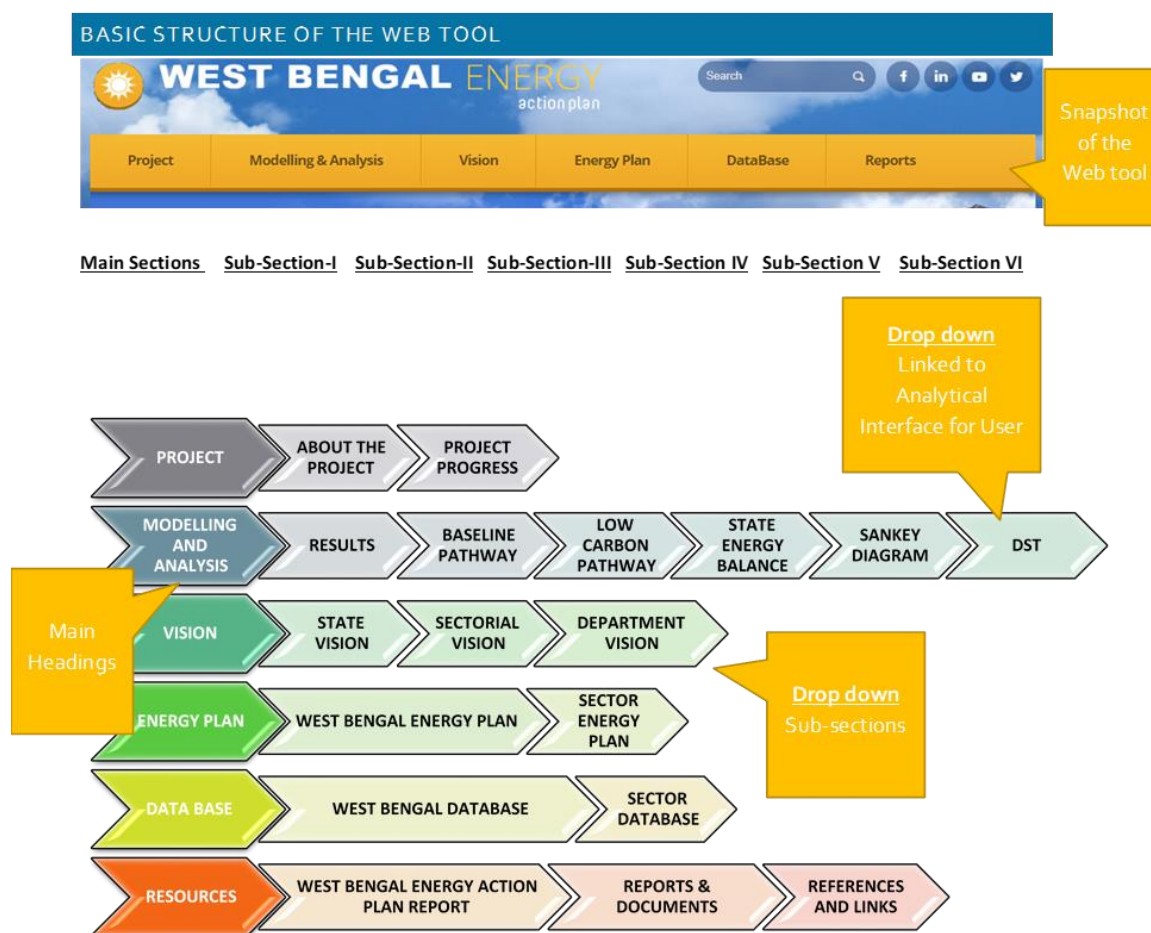 BASIC STRUCTURE OF THE WEB TOOL
WEST BENGAL ENERGY
action plan
Search
f in
Project Modelling & Analysis Vision Energy Plan DataBase Reports
Snapshot
of the
Web tool
Main Sections Sub-Section-I Sub-Section-II Sub-Section-III Sub-Section IV Sub-Section V Sub-Section VI
Drop down
Linked to
Analytical
Interface for User
PROJECT
ABOUT THE
PROJECT
PROJECT
PROGRESS
MODELLING
AND
ANALYSIS
RESULTS
BASELINE
PATHWAY
LOW
CARBON
PATHWAY
STATE
ENERGY
BALANCE
SANKEY
DIAGRAM
DST
Main
Headings
VISION
STATE
VISION
SECTORIAL
VISION
DEPARTMENT
VISION
Drop down
Sub-sections
ENERGY PLAN
WEST BENGAL ENERGY PLAN
SECTOR
ENERGY
PLAN
DATA BASE
WEST BENGAL DATABASE
SECTOR
DATABASE
RESOURCES
WEST BENGAL ENERGY ACTION
PLAN REPORT
REPORTS &
DOCUMENTS
REFERENCES
AND LINKS